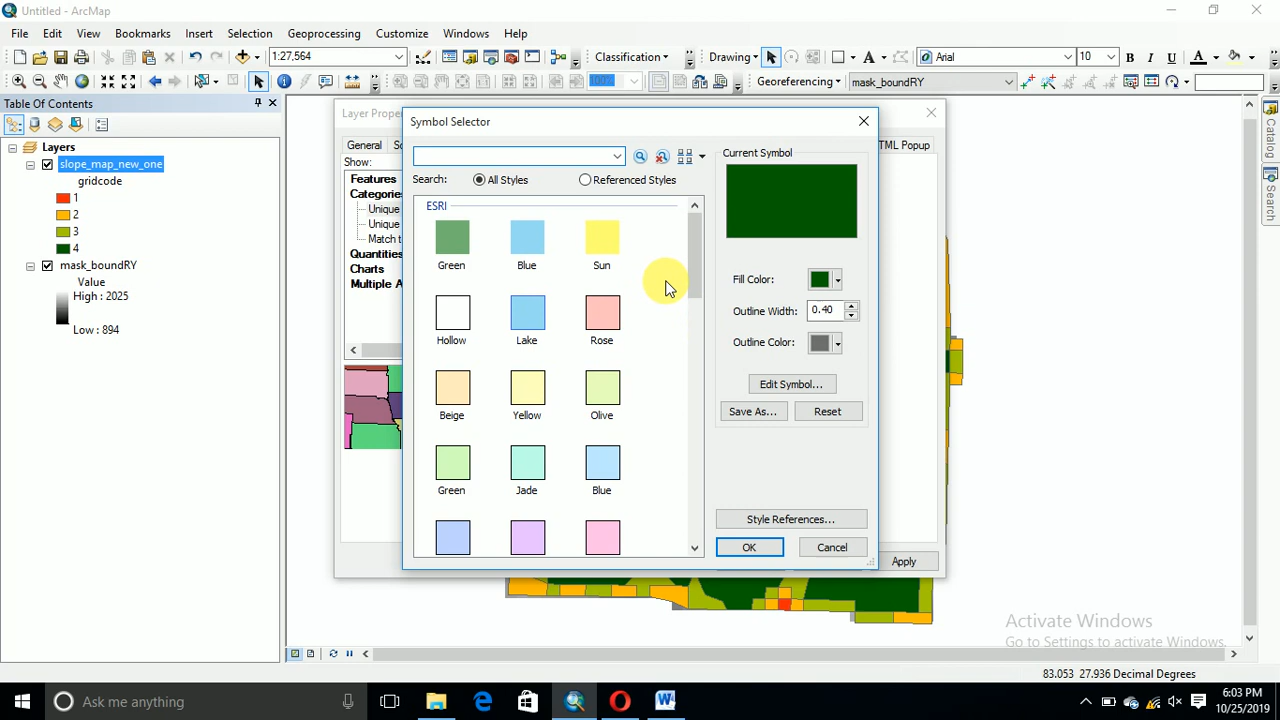 Untitled - ArcMap
File Edit View Bookmarks Insert Selection Geoprocessing Customize Windows Help
1:27,564 Classification Drawing Arial 10 B I U A
100% Georeferencing mask_boundRY
Table Of Contents
Layers
slope_map_new_one
gridcode
1
2
3
4
mask_boundRY
Value
High : 2025
Low : 894
Layer Prope
General
TML Popup
Show:
Features
Categorie
Unique
Unique
Match t
Quantities
Charts
Multiple A
Apply
Symbol Selector
Search: All Styles Referenced Styles
ESRI
Green Blue Sun
Hollow Lake Rose
Beige Yellow Olive
Green Jade Blue
Current Symbol
Fill Color:
Outline Width: 0.40
Outline Color:
Edit Symbol...
Save As... Reset
Style References...
OK Cancel
Catalog
Search
Activate Windows
Go to Settings to activate Windows.
83.053 27.936 Decimal Degrees
Ask me anything
6:03 PM
10/25/2019